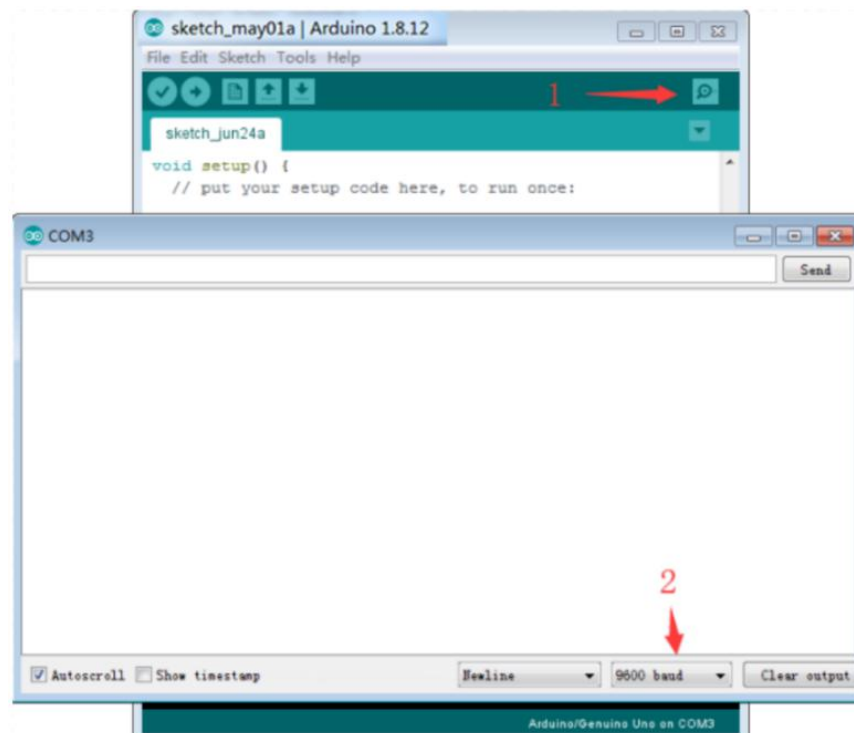 sketch_may01a | Arduino 1.8.12
File Edit Sketch Tools Help
1
sketch_jun24a
void setup() {
// put your setup code here, to run once:
COM3
Send
2
Autoscroll Show timestamp Newline 9600 baud Clear output
Arduino/Genuino Uno on COM3